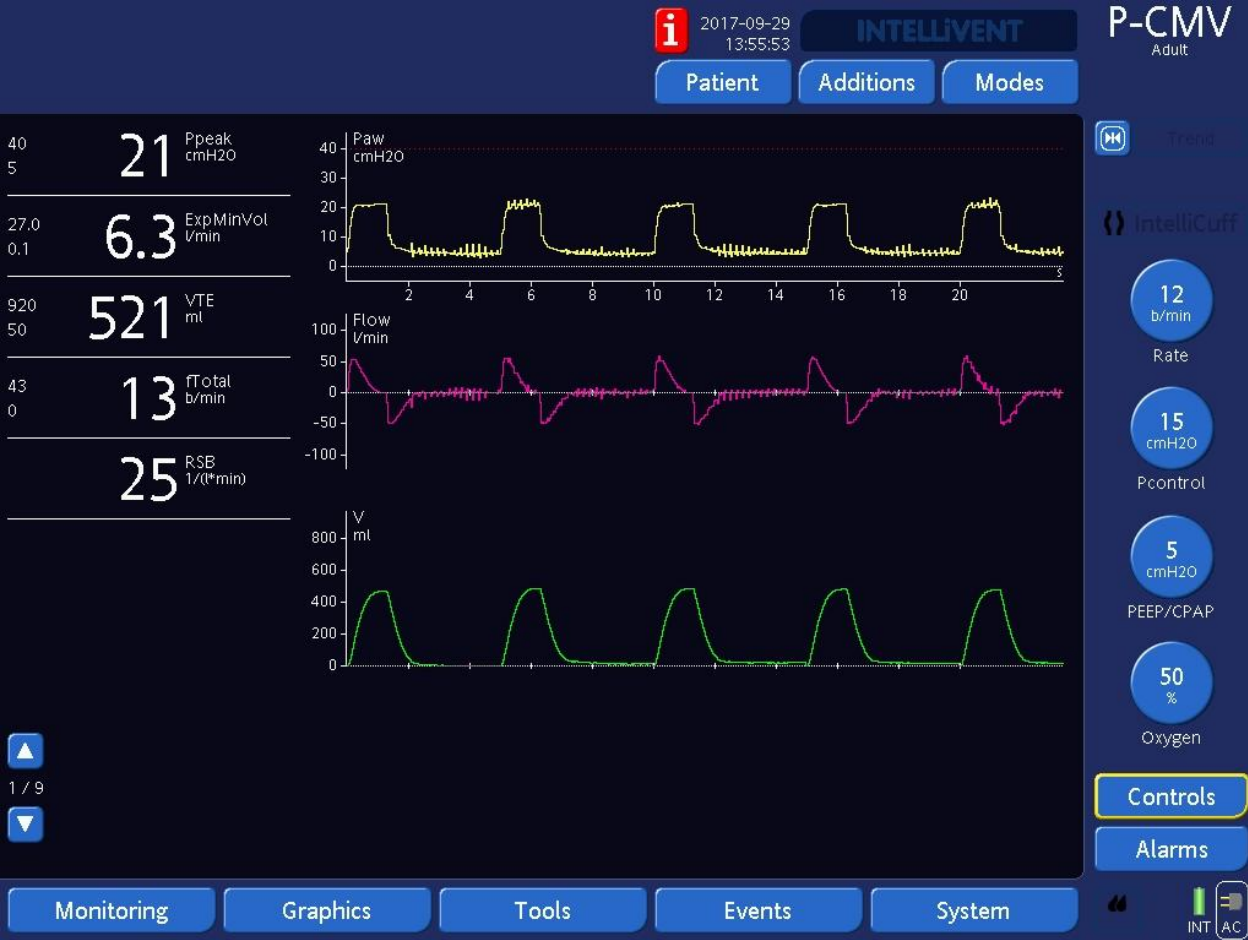 i
2017-09-29
13:55:53
INTELLiVENT
P-CMV
Adult
Patient
Additions
Modes
40
5
21
Ppeak
cmH2O
27.0
0.1
6.3
ExpMinVol
l/min
920
50
521
VTE
ml
43
0
13
fTotal
b/min
25
RSB
1/(l*min)
Paw
cmH2O
40
30
20
10
0
s
2 4 6 8 10 12 14 16 18 20
Flow
l/min
100
50
0
-50
-100
V
ml
800
600
400
200
0
Trend
IntelliCuff
12
b/min
Rate
15
cmH2O
Pcontrol
5
cmH2O
PEEP/CPAP
50
%
Oxygen
1 / 9
Controls
Alarms
Monitoring
Graphics
Tools
Events
System
INT
AC